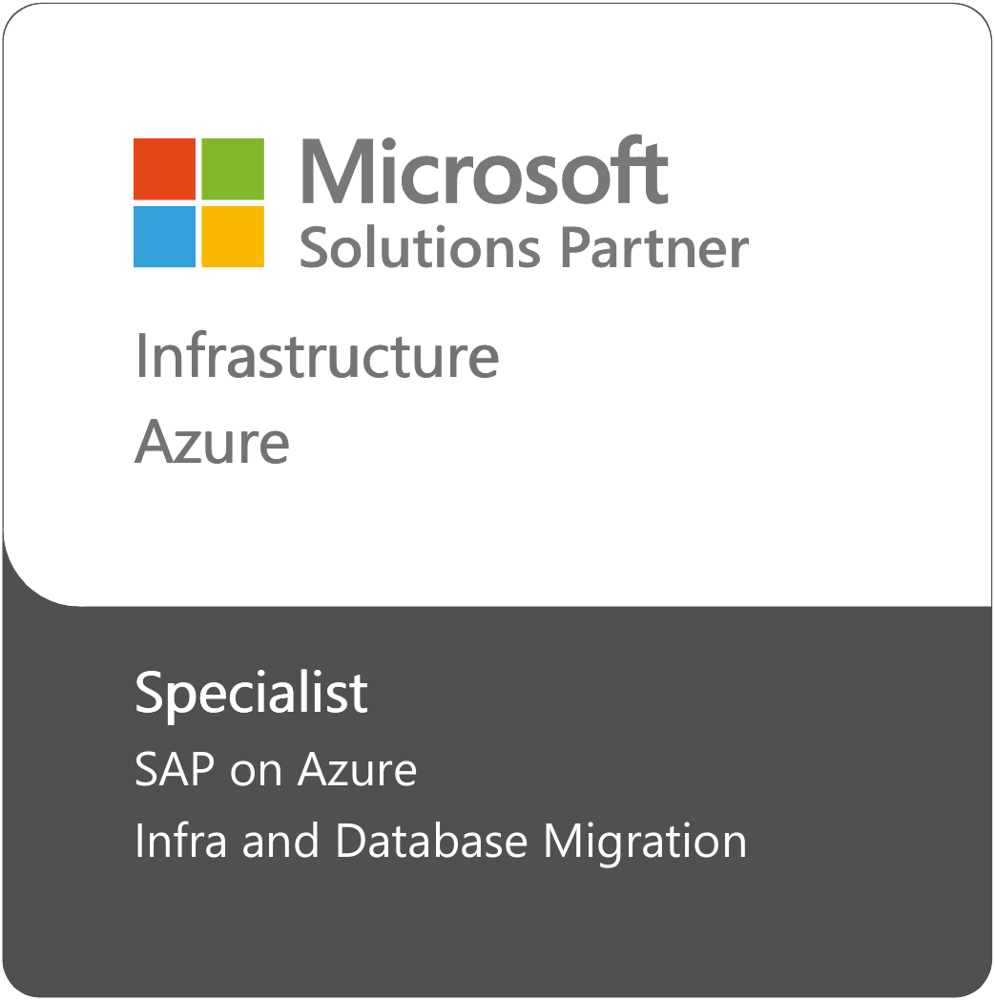 Microsoft
Solutions Partner
Infrastructure
Azure
Specialist
SAP on Azure
Infra and Database Migration